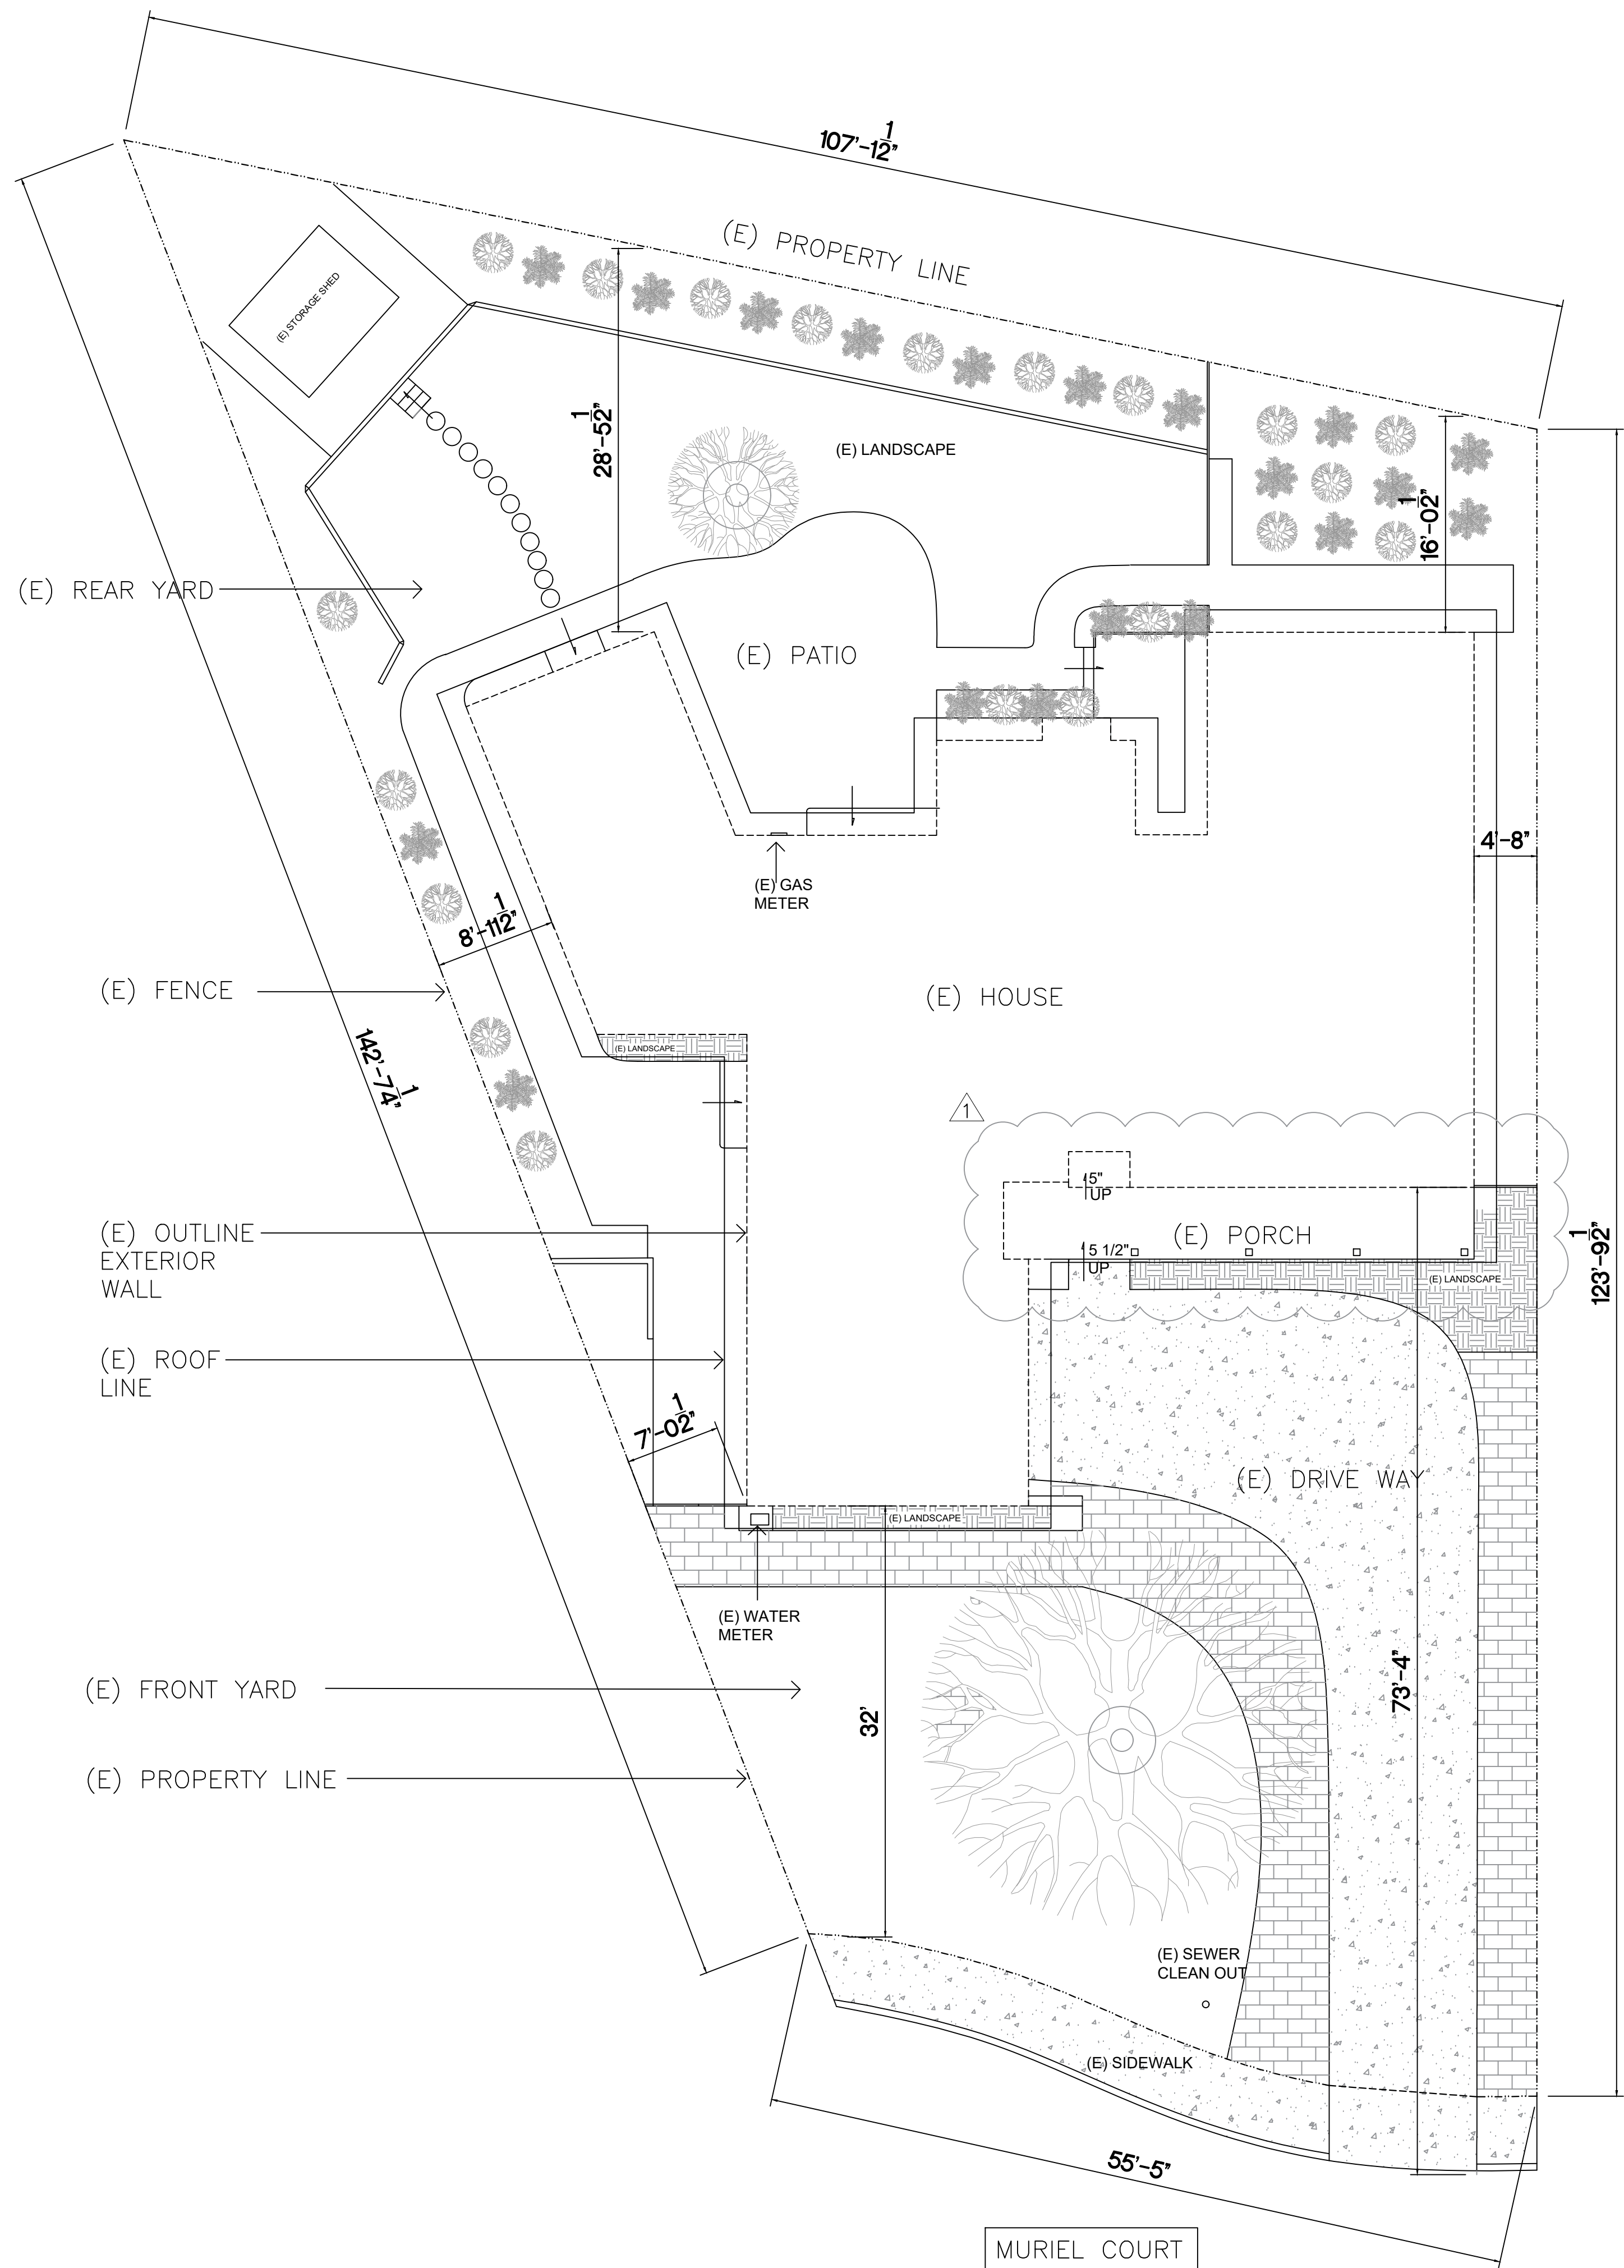 107'-1 1/2"
(E) PROPERTY LINE
(E) STORAGE SHED
28'-5 1/2"
(E) LANDSCAPE
16'-0 1/2"
(E) REAR YARD
(E) PATIO
4'-8"
(E) GAS
METER
8'-11 1/2"
(E) FENCE
(E) HOUSE
142'-7 1/4"
(E) LANDSCAPE
1
5"
UP
(E) OUTLINE
EXTERIOR
WALL
(E) PORCH
5 1/2"
UP
(E) LANDSCAPE
123'-9 1/2"
(E) ROOF
LINE
7'-0 1/2"
(E) DRIVE WAY
(E) LANDSCAPE
(E) WATER
METER
(E) FRONT YARD
32'
73'-4"
(E) PROPERTY LINE
(E) SEWER
CLEAN OUT
(E) SIDEWALK
55'-5"
MURIEL COURT